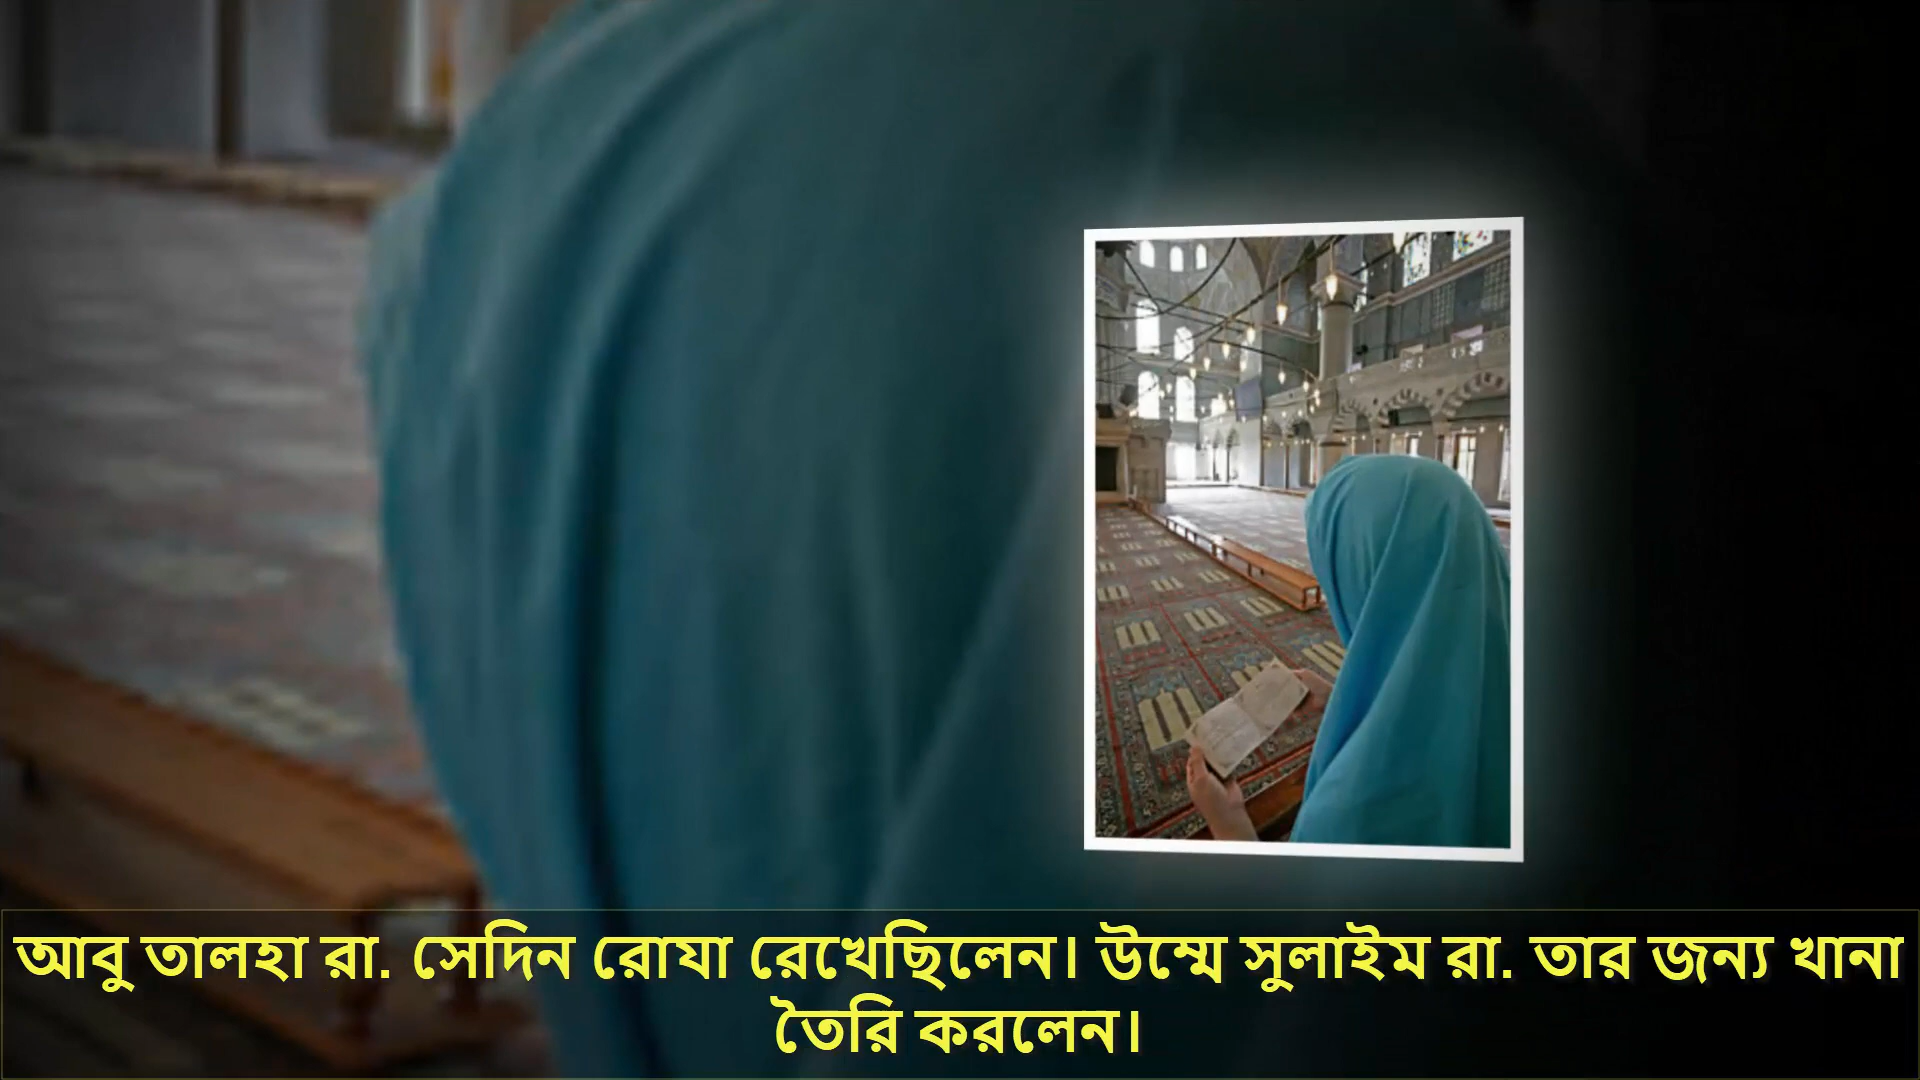 আবু তালহা রা. সেদিন রোযা রেখেছিলেন। উম্মে সুলাইম রা. তার জন্য খানা
তৈরি করলেন।